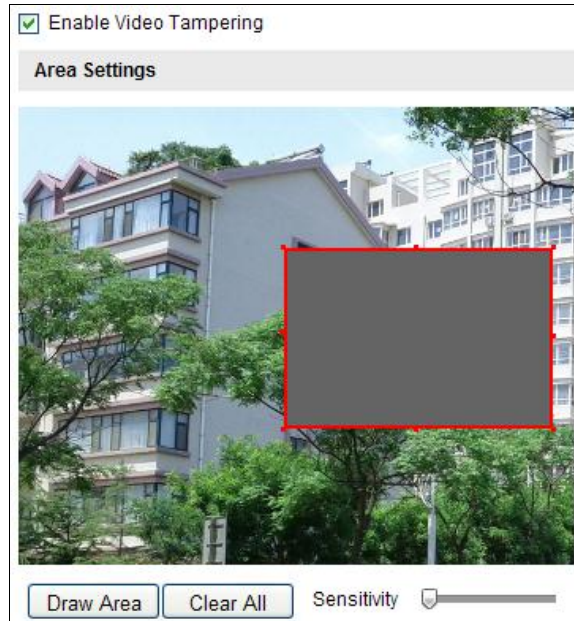 Enable Video Tampering
Area Settings
Draw Area
Clear All
Sensitivity